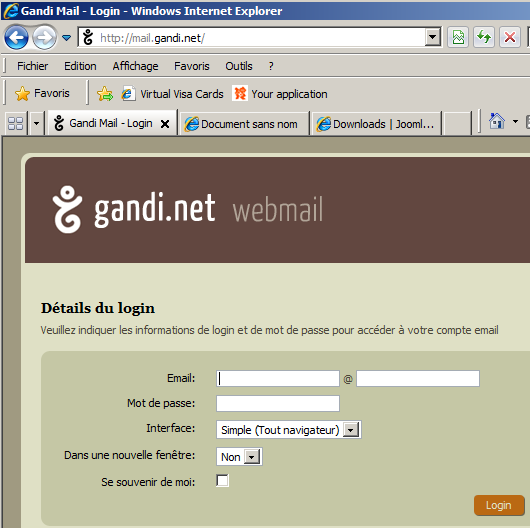 Gandi Mail - Login - Windows Internet Explorer
http://mail.gandi.net/
Fichier Edition Affichage Favoris Outils ?
Favoris Virtual Visa Cards Your application
Gandi Mail - Login Document sans nom Downloads | Jooml...
gandi.net webmail
Détails du login
Veuillez indiquer les informations de login et de mot de passe pour accéder à votre compte email
Email: @
Mot de passe:
Interface: Simple (Tout navigateur)
Dans une nouvelle fenêtre: Non
Se souvenir de moi:
Login